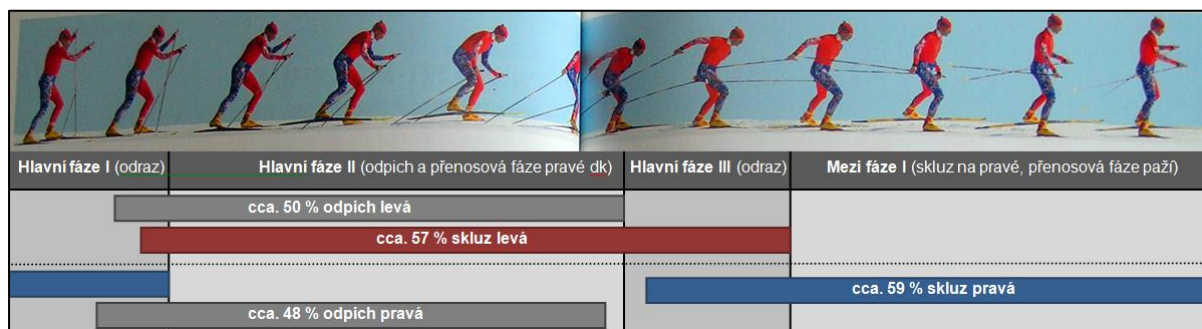 Hlavní fáze I (odraz)
Hlavní fáze II (odpich a přenosová fáze pravé dk)
Hlavní fáze III (odraz)
Mezi fáze I (skluz na pravé, přenosová fáze paží)
cca. 50 % odpich levá
cca. 57 % skluz levá
cca. 59 % skluz pravá
cca. 48 % odpich pravá